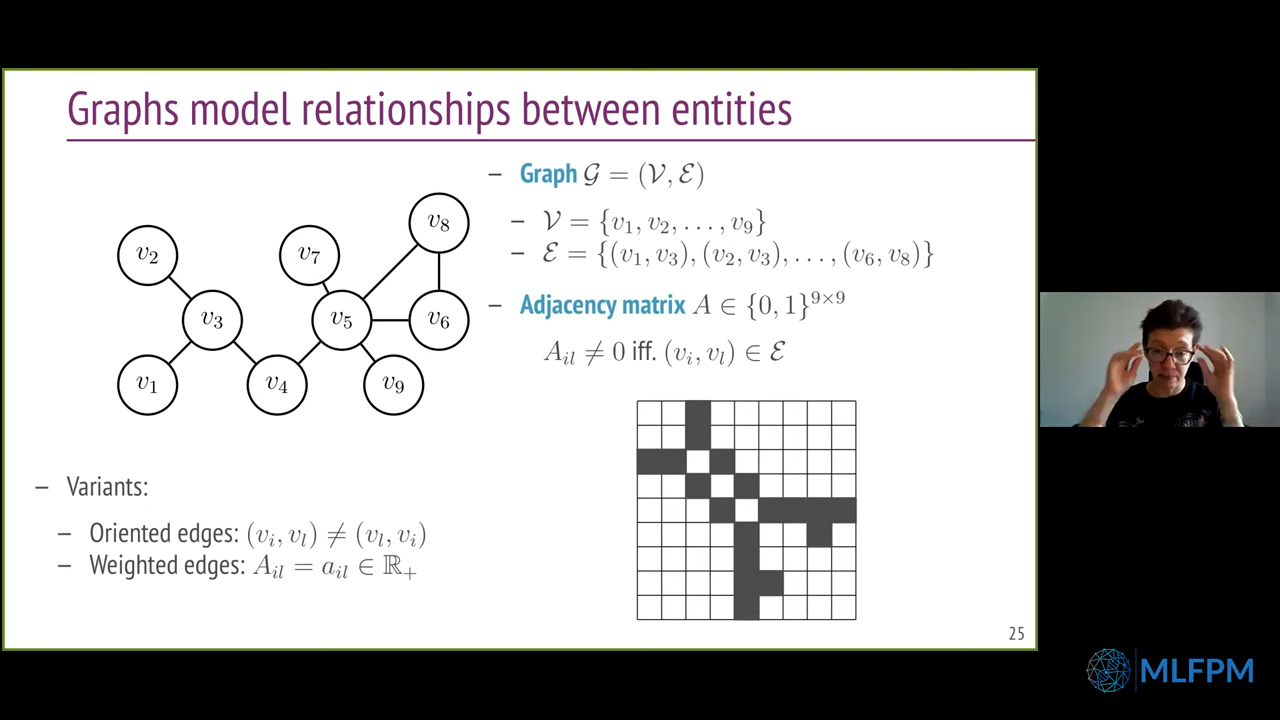 Graphs model relationships between entities
– Graph 𝒢 = (𝒱, ℰ)
– 𝒱 = {v₁, v₂, . . . , v₉}
– ℰ = {(v₁, v₃), (v₂, v₃), . . . , (v₆, v₈)}
– Adjacency matrix A ∈ {0, 1}⁹ˣ⁹
Aᵢₗ ≠ 0 iff. (vᵢ, vₗ) ∈ ℰ
v₈
v₂
v₇
v₃
v₅
v₆
v₁
v₄
v₉
– Variants:
– Oriented edges: (vᵢ, vₗ) ≠ (vₗ, vᵢ)
– Weighted edges: Aᵢₗ = aᵢₗ ∈ ℝ₊
25
MLFPM